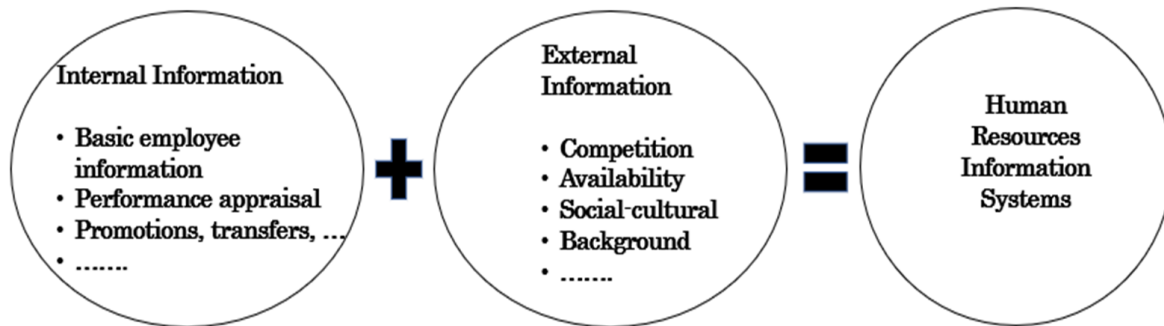 Internal Information
• Basic employee
information
• Performance appraisal
• Promotions, transfers, ...
• .......
External
Information
• Competition
• Availability
• Social-cultural
• Background
• .......
Human
Resources
Information
Systems